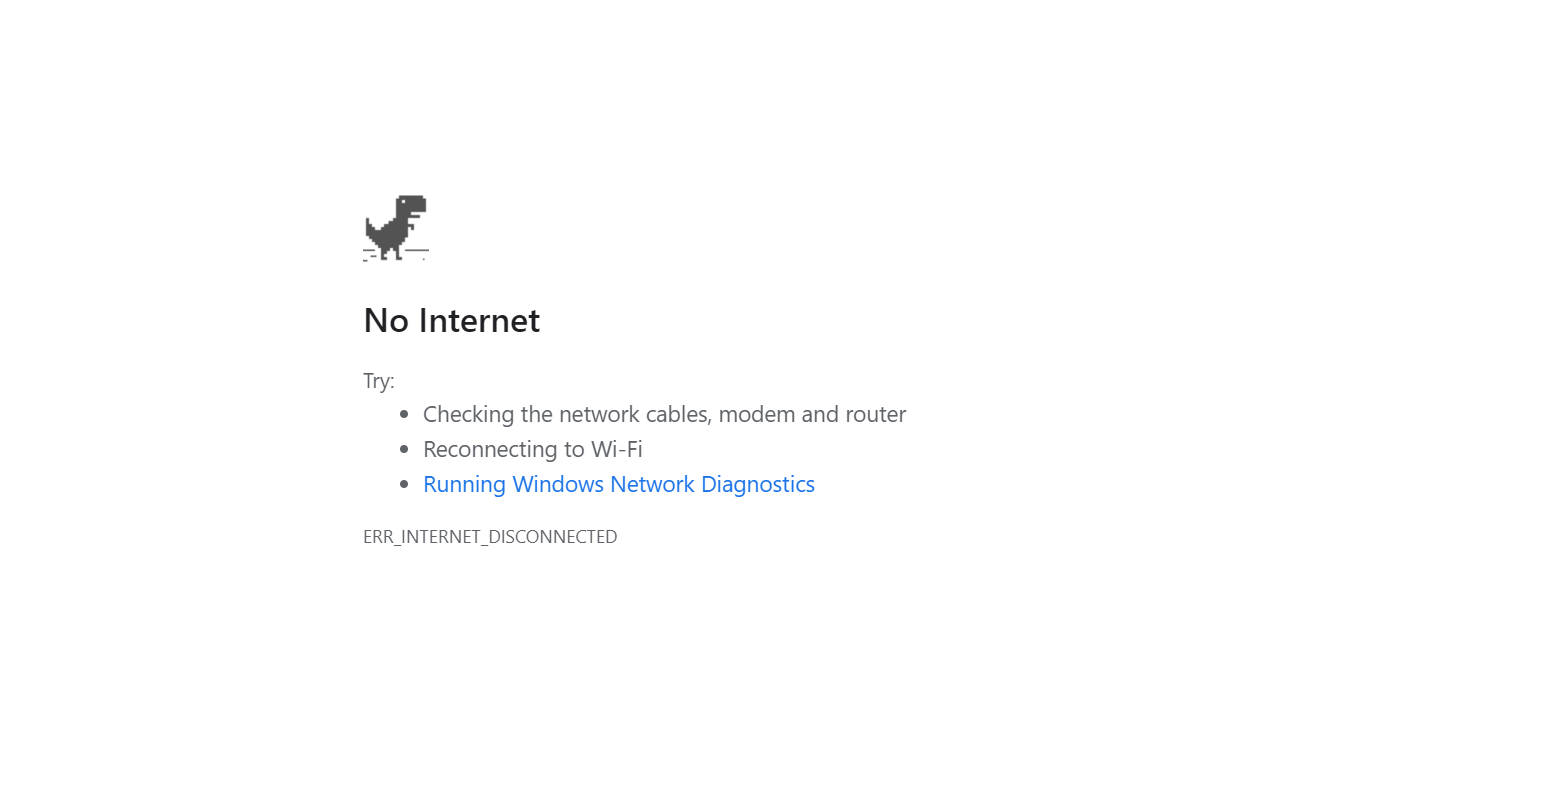 No Internet
Try:
Checking the network cables, modem and router
Reconnecting to Wi-Fi
Running Windows Network Diagnostics
ERR_INTERNET_DISCONNECTED